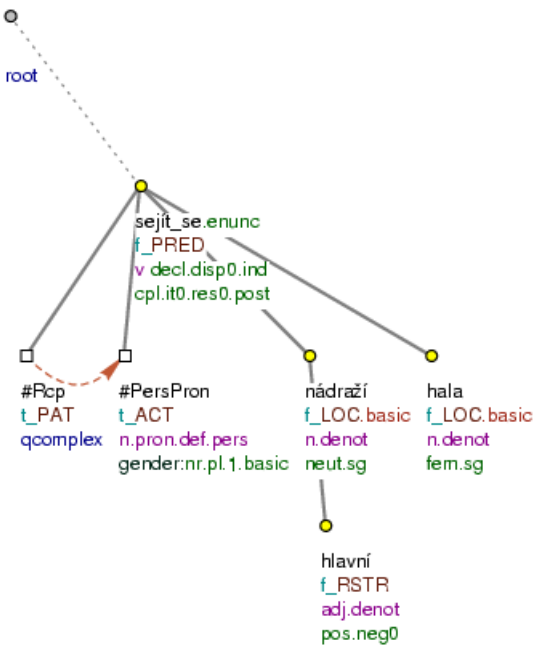 root
sejít_se.enunc
f_PRED
v decl.disp0.ind
cpl.it0.res0.post
#Rcp
t_PAT
qcomplex
#PersPron
t_ACT
n.pron.def.pers
gender:nr.pl.1.basic
nádraží
f_LOC.basic
n.denot
neut.sg
hala
f_LOC.basic
n.denot
fem.sg
hlavní
f_RSTR
adj.denot
pos.neg0